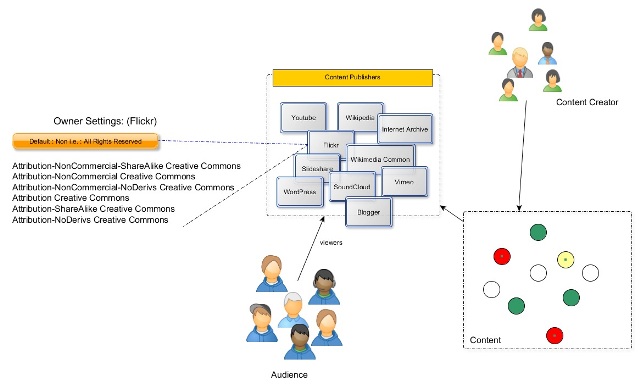 Content Publishers
Youtube
Wikipedia
Internet Archive
Flickr
Wikimedia Common
Slideshare
SoundCloud
Vimeo
WordPress
Blogger
Content Creator
Owner Settings: (Flickr)
Default : Non i.e. : All Rights Reserved
Attribution-NonCommercial-ShareAlike Creative Commons
Attribution-NonCommercial Creative Commons
Attribution-NonCommercial-NoDerivs Creative Commons
Attribution Creative Commons
Attribution-ShareAlike Creative Commons
Attribution-NoDerivs Creative Commons
viewers
Audience
Content